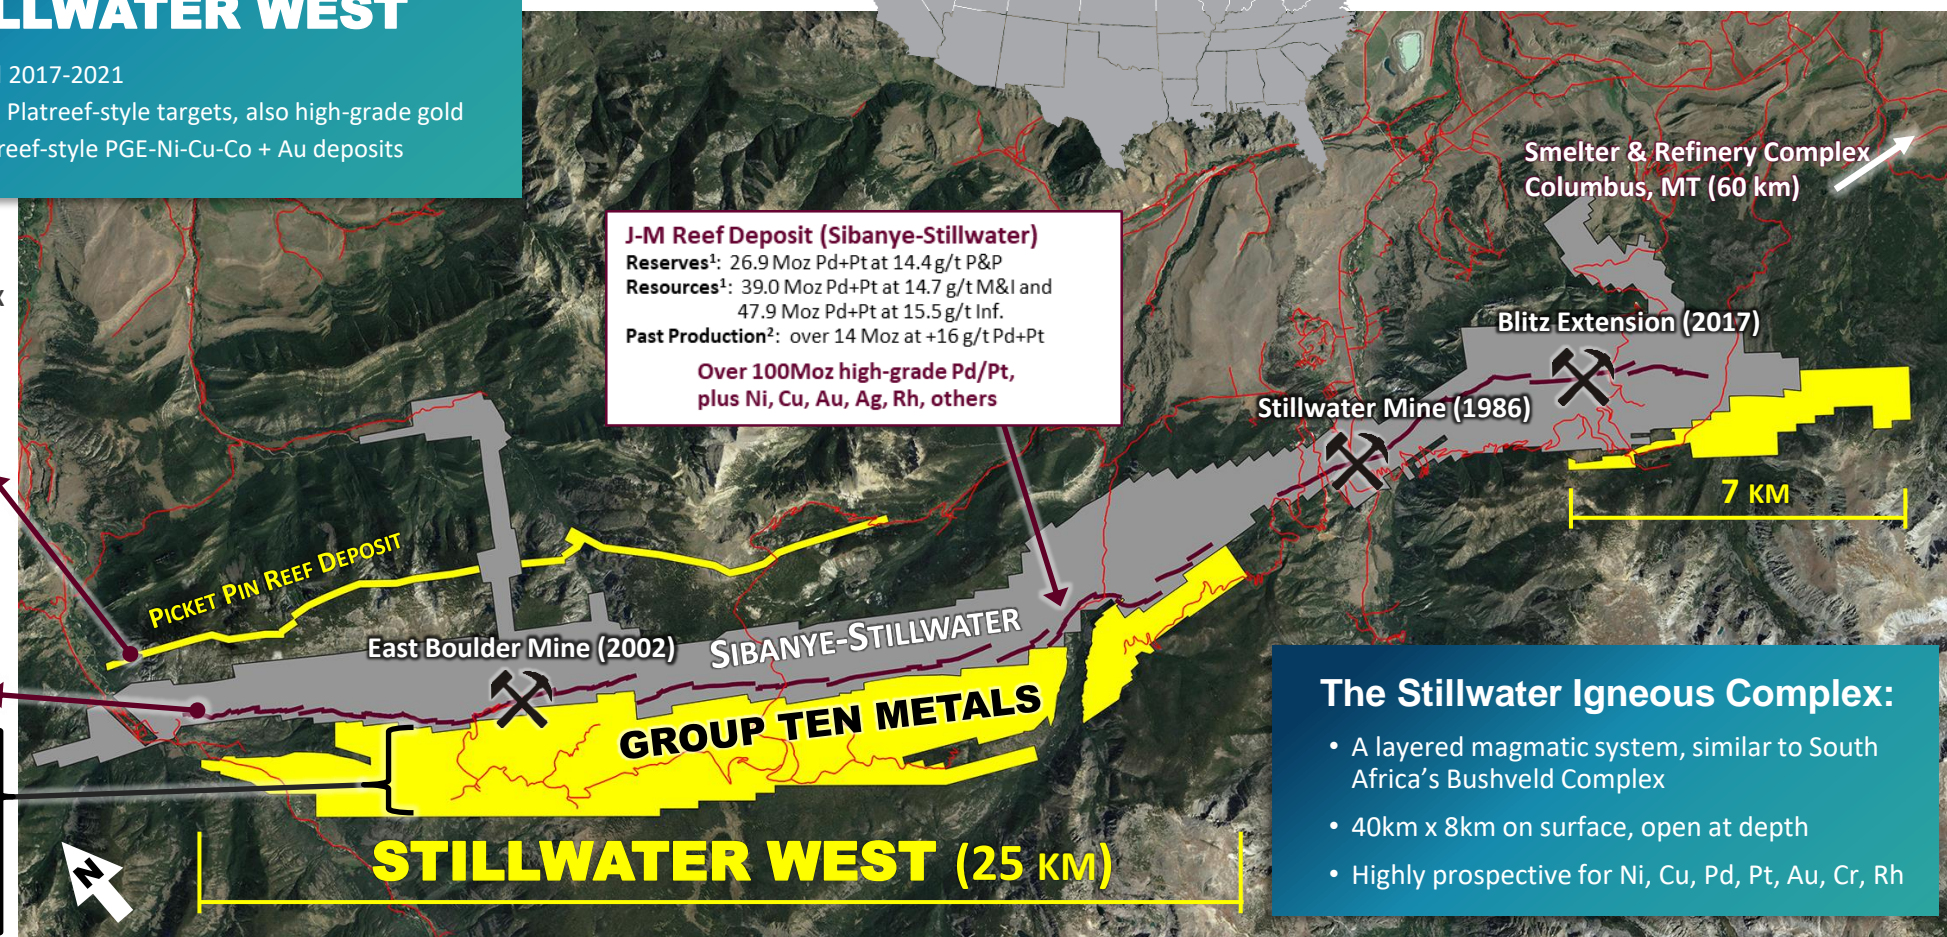 LLWATER WEST
2017-2021
Platreef-style targets, also high-grade gold
reef-style PGE-Ni-Cu-Co + Au deposits
Smelter & Refinery Complex
Columbus, MT (60 km)
J-M Reef Deposit (Sibanye-Stillwater)
Reserves¹: 26.9 Moz Pd+Pt at 14.4 g/t P&P
Resources¹: 39.0 Moz Pd+Pt at 14.7 g/t M&I and
47.9 Moz Pd+Pt at 15.5 g/t Inf.
Past Production²: over 14 Moz at +16 g/t Pd+Pt
Over 100Moz high-grade Pd/Pt,
plus Ni, Cu, Au, Ag, Rh, others
Blitz Extension (2017)
Stillwater Mine (1986)
7 KM
PICKET PIN REEF DEPOSIT
East Boulder Mine (2002)
SIBANYE-STILLWATER
GROUP TEN METALS
STILLWATER WEST (25 KM)
N
The Stillwater Igneous Complex:
• A layered magmatic system, similar to South
Africa's Bushveld Complex
• 40km x 8km on surface, open at depth
• Highly prospective for Ni, Cu, Pd, Pt, Au, Cr, Rh